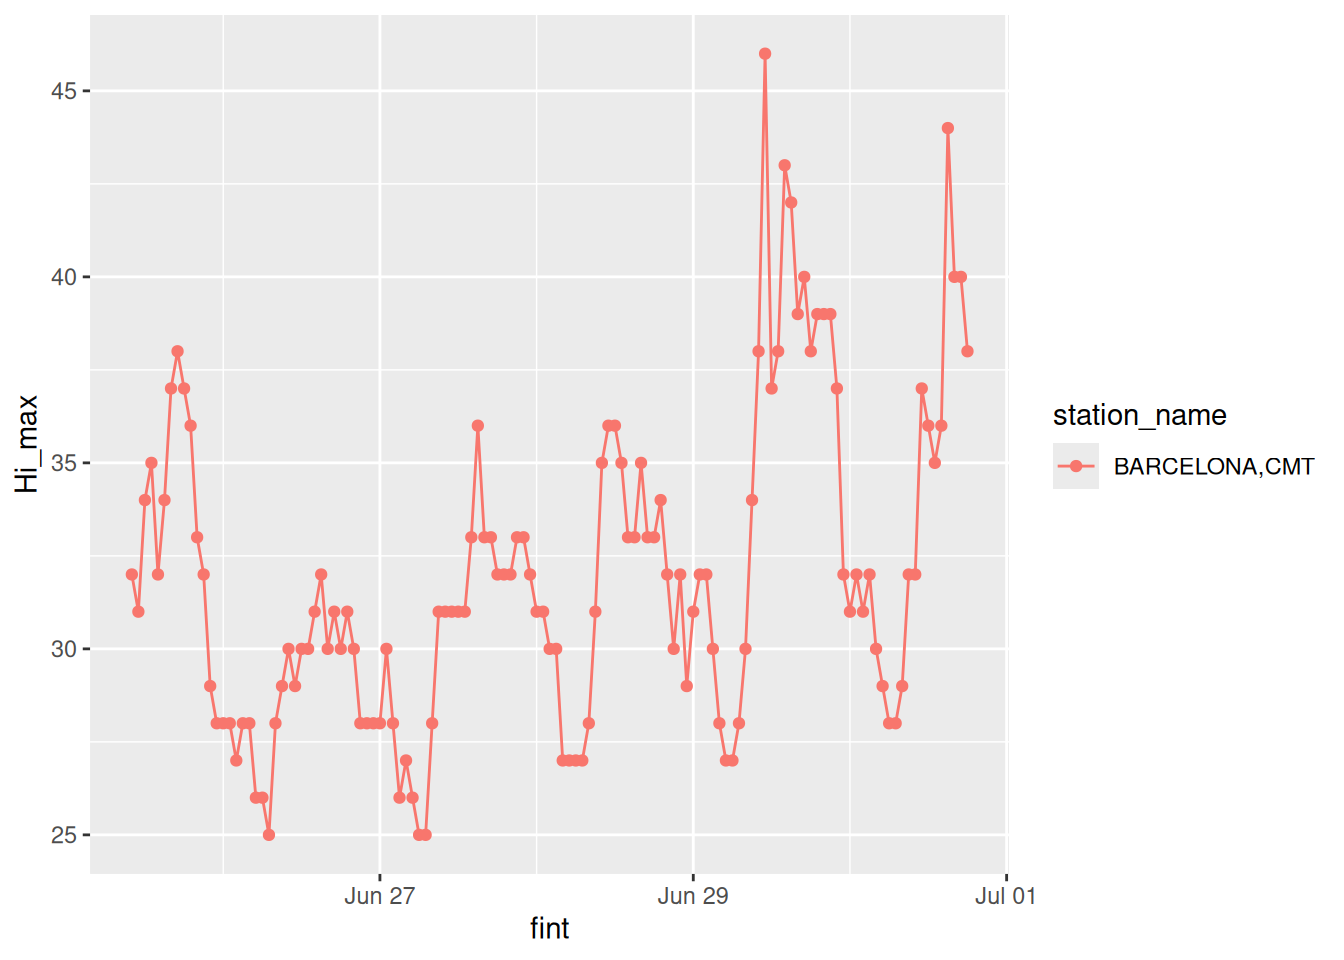 45
40
35
30
25
Hi_max
Jun 27
Jun 29
Jul 01
fint
station_name
BARCELONA,CMT